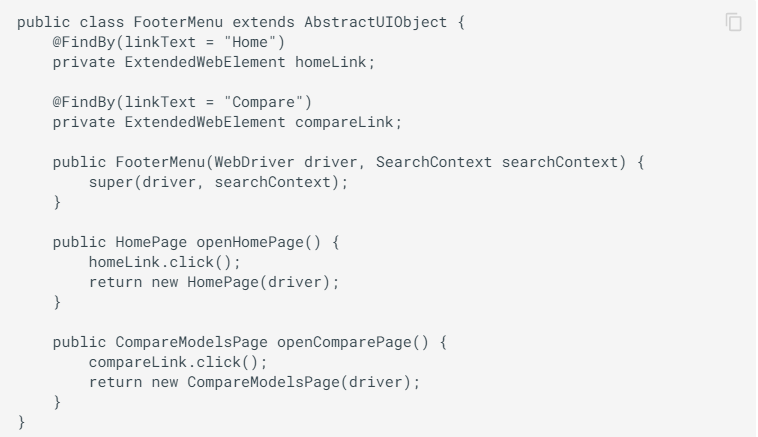 public class FooterMenu extends AbstractUIObject {
    @FindBy(linkText = "Home")
    private ExtendedWebElement homeLink;

    @FindBy(linkText = "Compare")
    private ExtendedWebElement compareLink;

    public FooterMenu(WebDriver driver, SearchContext searchContext) {
        super(driver, searchContext);
    }

    public HomePage openHomePage() {
        homeLink.click();
        return new HomePage(driver);
    }

    public CompareModelsPage openComparePage() {
        compareLink.click();
        return new CompareModelsPage(driver);
    }
}